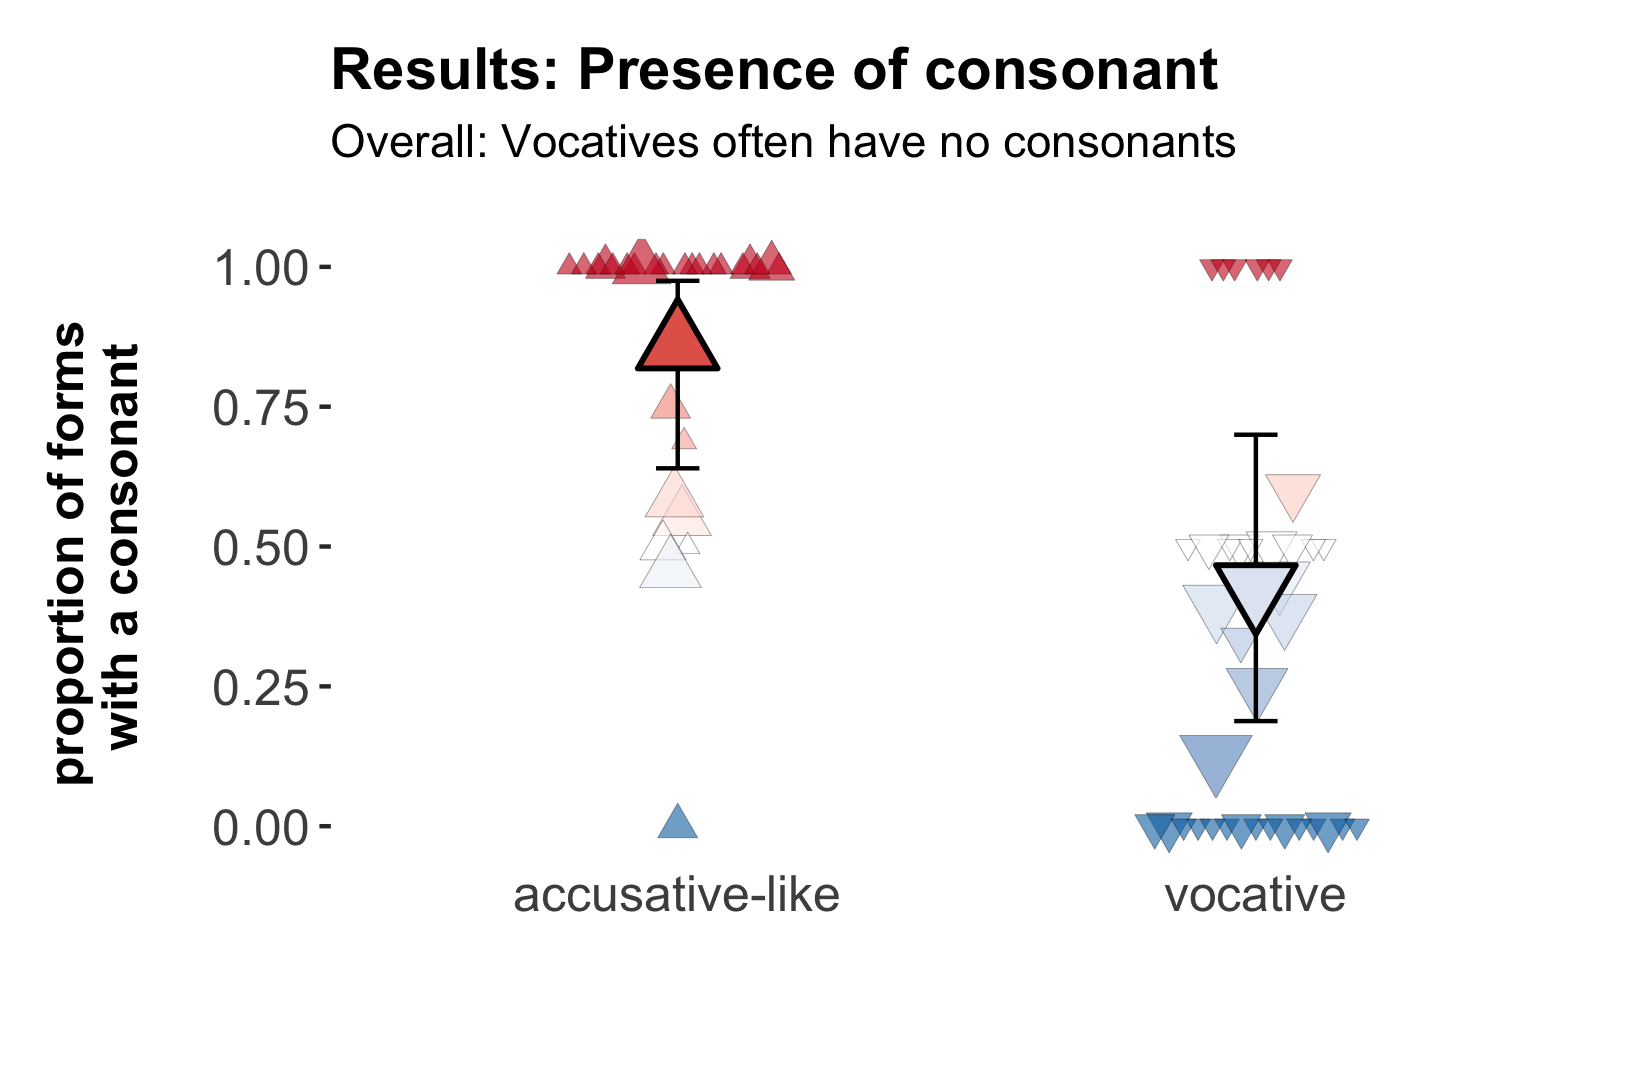 Results: Presence of consonant
Overall: Vocatives often have no consonants
proportion of forms
with a consonant
1.00
0.75
0.50
0.25
0.00
accusative-like
vocative